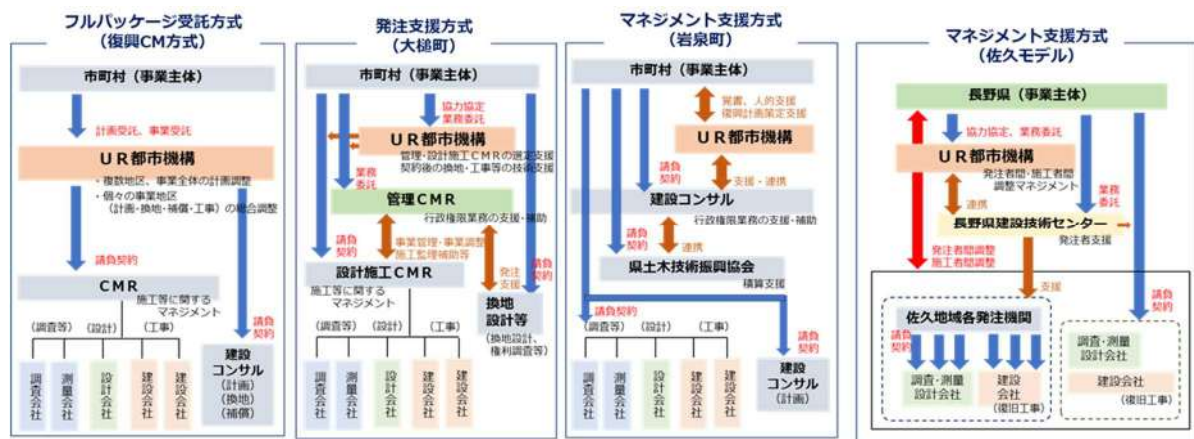 フルパッケージ受託方式
(復興CM方式)
市町村（事業主体）
計画受託、事業受託
UR都市機構
・複数地区、事業全体の計画調整
・個々の事業地区
（計画・換地・補償・工事）の総合調整
請負契約
CMR
施工等に関する
マネジメント
(調査等)
(設計)
(工事)
請負
契約
調査会社
測量会社
設計会社
建設会社
建設会社
建設
コンサル
(計画)
(換地)
(補償)
発注支援方式
(大槌町)
市町村（事業主体）
協力協定
業務委託
UR都市機構
管理・設計施工CMRの選定支援
契約後の換地・工事等の技術支援
業務
委託
管理CMR
行政権限業務の支援・補助
請負
契約
事業管理・事業調整
施工監理補助等
発注
支援
請負
契約
設計施工CMR
施工等に関する
マネジメント
換地
設計等
(換地設計、
権利調査等)
(調査等)
(設計)
(工事)
調査会社
測量会社
設計会社
建設会社
建設会社
マネジメント支援方式
(岩泉町)
市町村（事業主体）
覚書、人的支援
復興計画策定支援
UR都市機構
請負
契約
支援・連携
建設コンサル
行政権限業務の支援・補助
連携
県土木技術振興協会
積算支援
請負契約
(調査等)
(設計)
(工事)
請負
契約
調査会社
測量会社
設計会社
建設会社
建設会社
建設
コンサル
(計画)
マネジメント支援方式
(佐久モデル)
長野県（事業主体）
協力協定、業務委託
UR都市機構
発注者間・施工者間
調整マネジメント
業務
委託
連携
長野県建設技術センター
発注者支援
発注者間調整
施工者間調整
支援
請負
契約
佐久地域各発注機関
請負
契約
調査・測量
設計会社
建設
会社
(復旧工事)
調査・測量
設計会社
建設会社
(復旧工事)